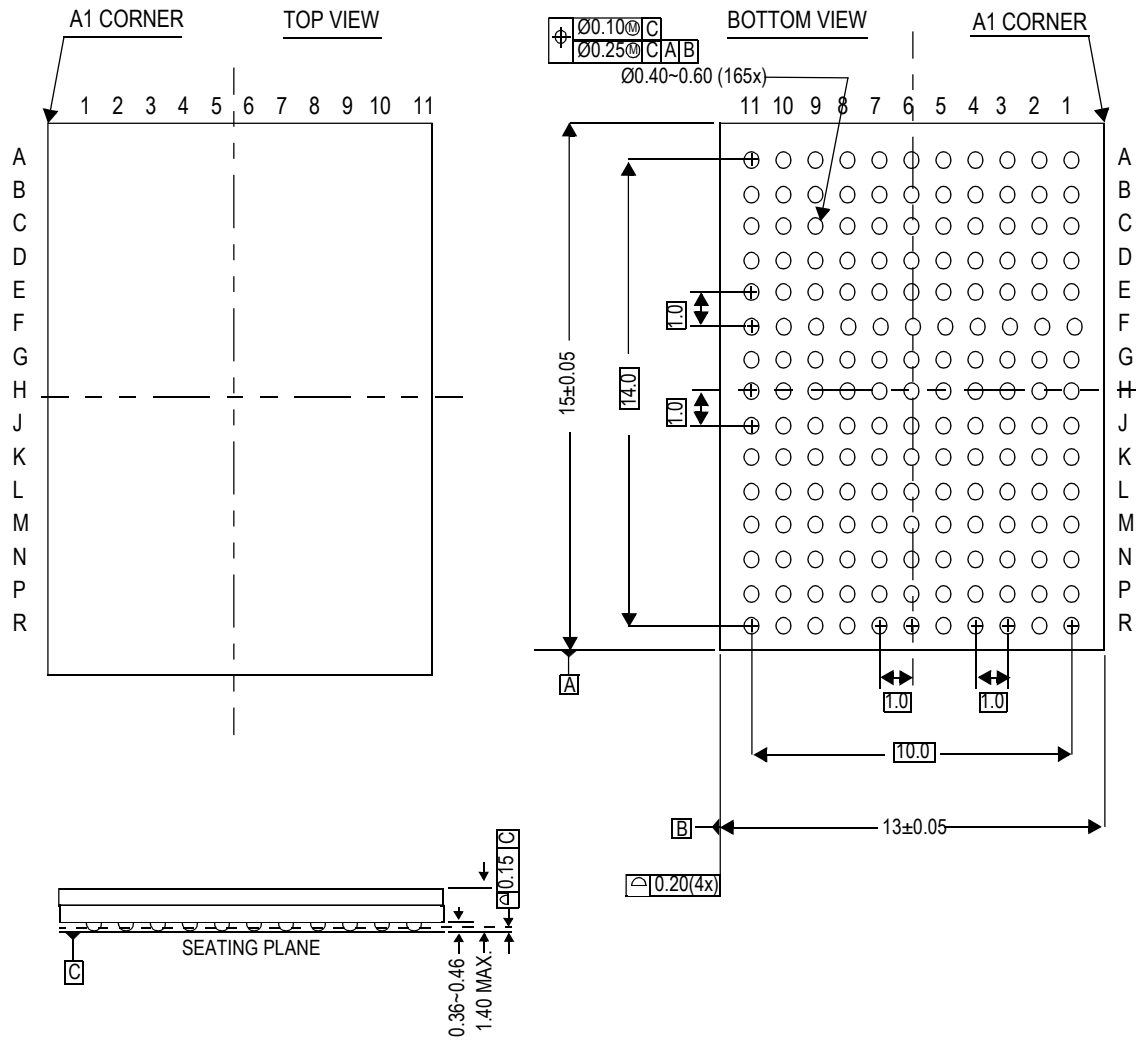 A1 CORNER
TOP VIEW
1 2 3 4 5 6 7 8 9 10 11
A
B
C
D
E
F
G
H
J
K
L
M
N
P
R
Ø0.10Ⓜ C
Ø0.25Ⓜ C A B
Ø0.40~0.60 (165x)
BOTTOM VIEW
A1 CORNER
11 10 9 8 7 6 5 4 3 2 1
A
B
C
D
E
F
G
H
J
K
L
M
N
P
R
15±0.05
14.0
1.0
1.0
A
1.0
1.0
10.0
B
13±0.05
0.20(4x)
0.15 C
SEATING PLANE
C
0.36~0.46
1.40 MAX.